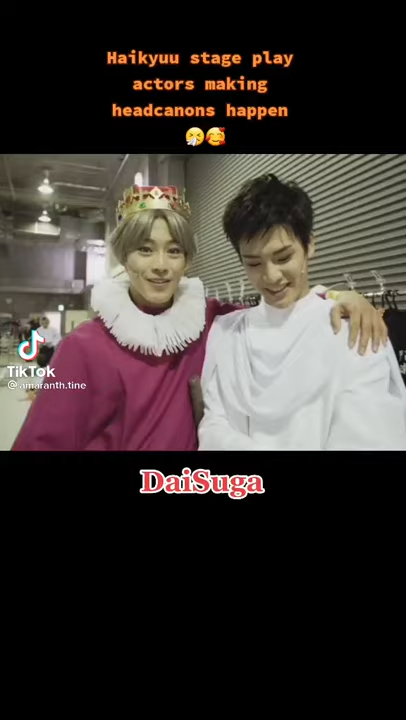 Haikyuu stage play
actors making
headcanons happen
🤧🥰
TikTok
@amaranth.tine
DaiSuga